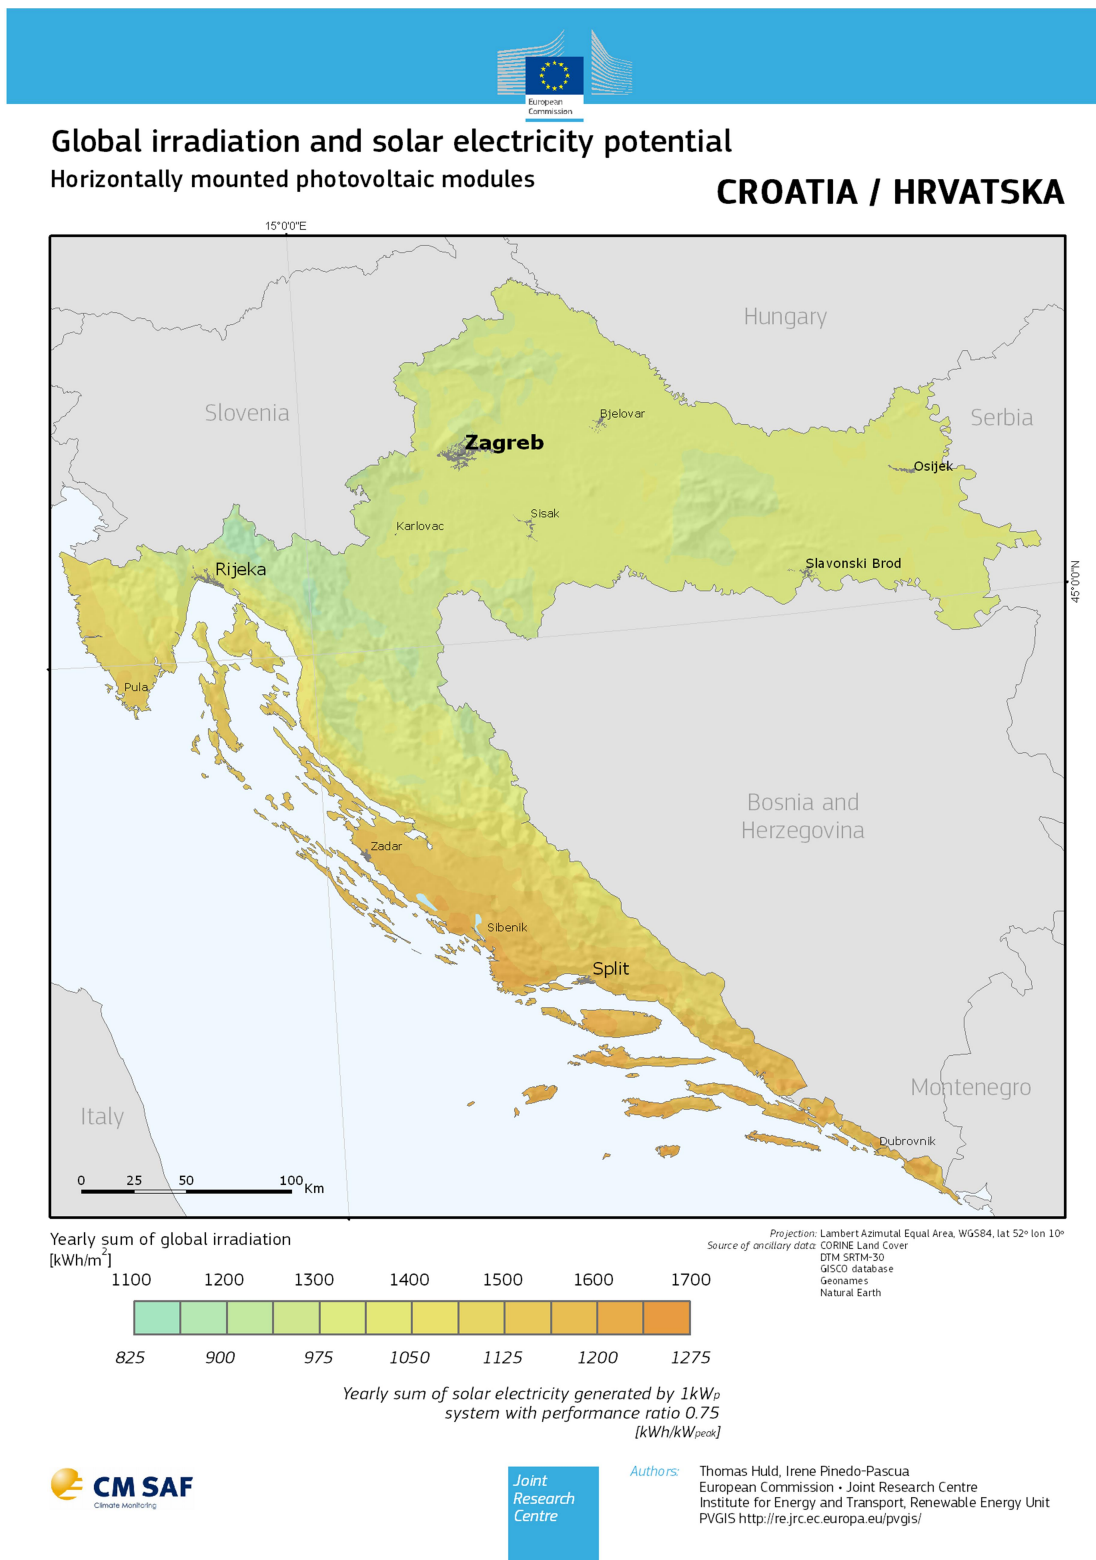 European
Commission
Global irradiation and solar electricity potential
Horizontally mounted photovoltaic modules
CROATIA / HRVATSKA
15°0'0"E
Hungary
Slovenia
Serbia
Bjelovar
Zagreb
Osijek
Sisak
Karlovac
Slavonski Brod
Rijeka
45°0'0"N
Pula
Bosnia and
Herzegovina
Zadar
Sibenik
Split
Montenegro
Italy
Dubrovnik
0 25 50 100 Km
Yearly sum of global irradiation
[kWh/m2]
1100 1200 1300 1400 1500 1600 1700
825 900 975 1050 1125 1200 1275
Yearly sum of solar electricity generated by 1kWp
system with performance ratio 0.75
[kWh/kWpeak]
Projection: Lambert Azimutal Equal Area, WGS84, lat 52º lon 10º
Source of ancillary data: CORINE Land Cover
DTM SRTM-30
GISCO database
Geonames
Natural Earth
CM SAF
Climate Monitoring
Joint
Research
Centre
Authors: Thomas Huld, Irene Pinedo-Pascua
European Commission • Joint Research Centre
Institute for Energy and Transport, Renewable Energy Unit
PVGIS http://re.jrc.ec.europa.eu/pvgis/